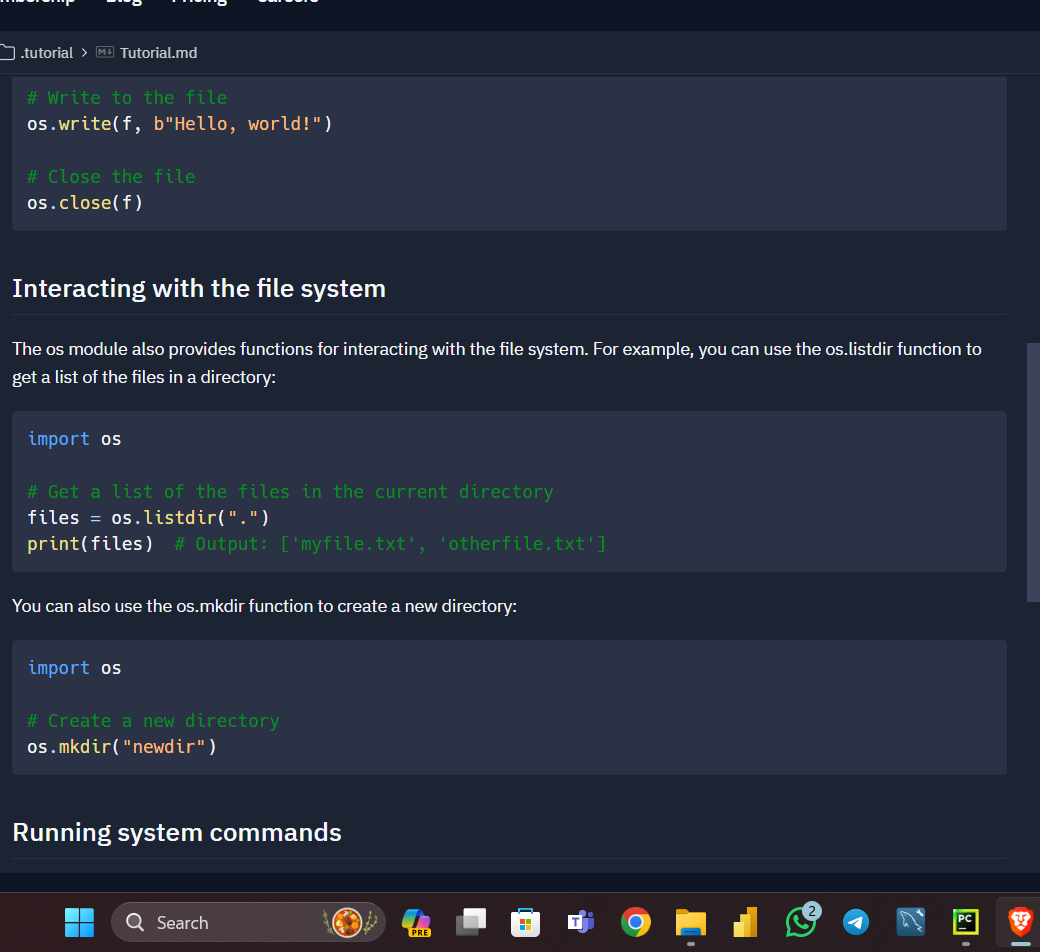 mbership Blog Pricing Careers
.tutorial > M↓ Tutorial.md
# Write to the file
os.write(f, b"Hello, world!")
# Close the file
os.close(f)
Interacting with the file system
The os module also provides functions for interacting with the file system. For example, you can use the os.listdir function to
get a list of the files in a directory:
import os
# Get a list of the files in the current directory
files = os.listdir(".")
print(files)  # Output: ['myfile.txt', 'otherfile.txt']
You can also use the os.mkdir function to create a new directory:
import os
# Create a new directory
os.mkdir("newdir")
Running system commands
Search PRE T 2 PC